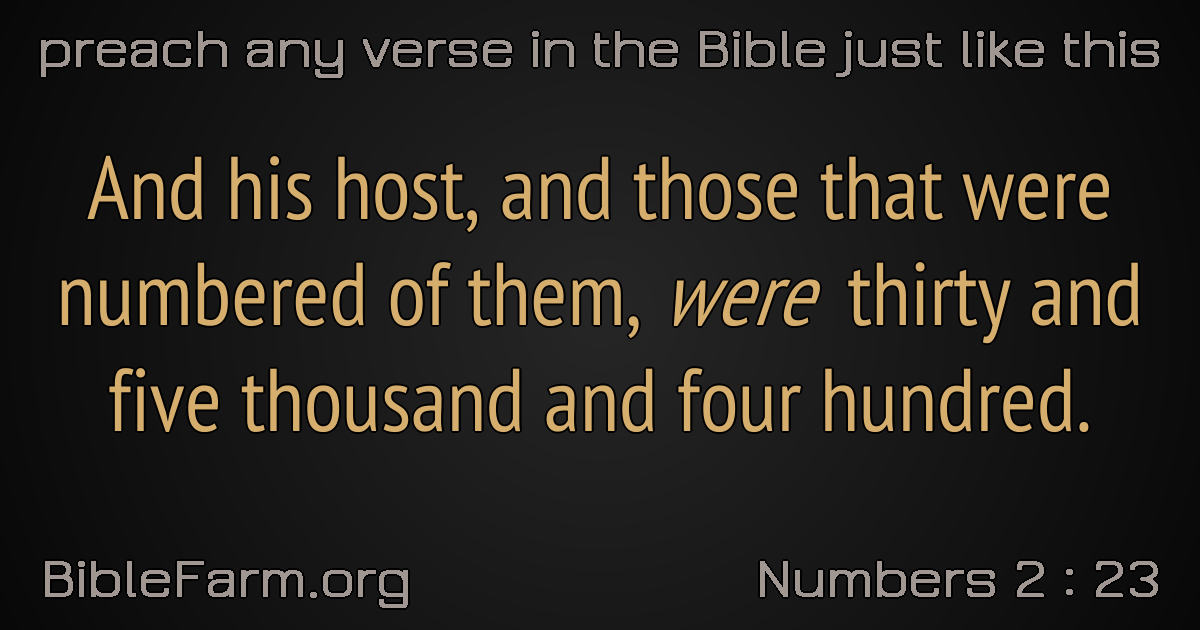 preach any verse in the Bible just like this
And his host, and those that were
numbered of them, were thirty and
five thousand and four hundred.
BibleFarm.org
Numbers 2 : 23